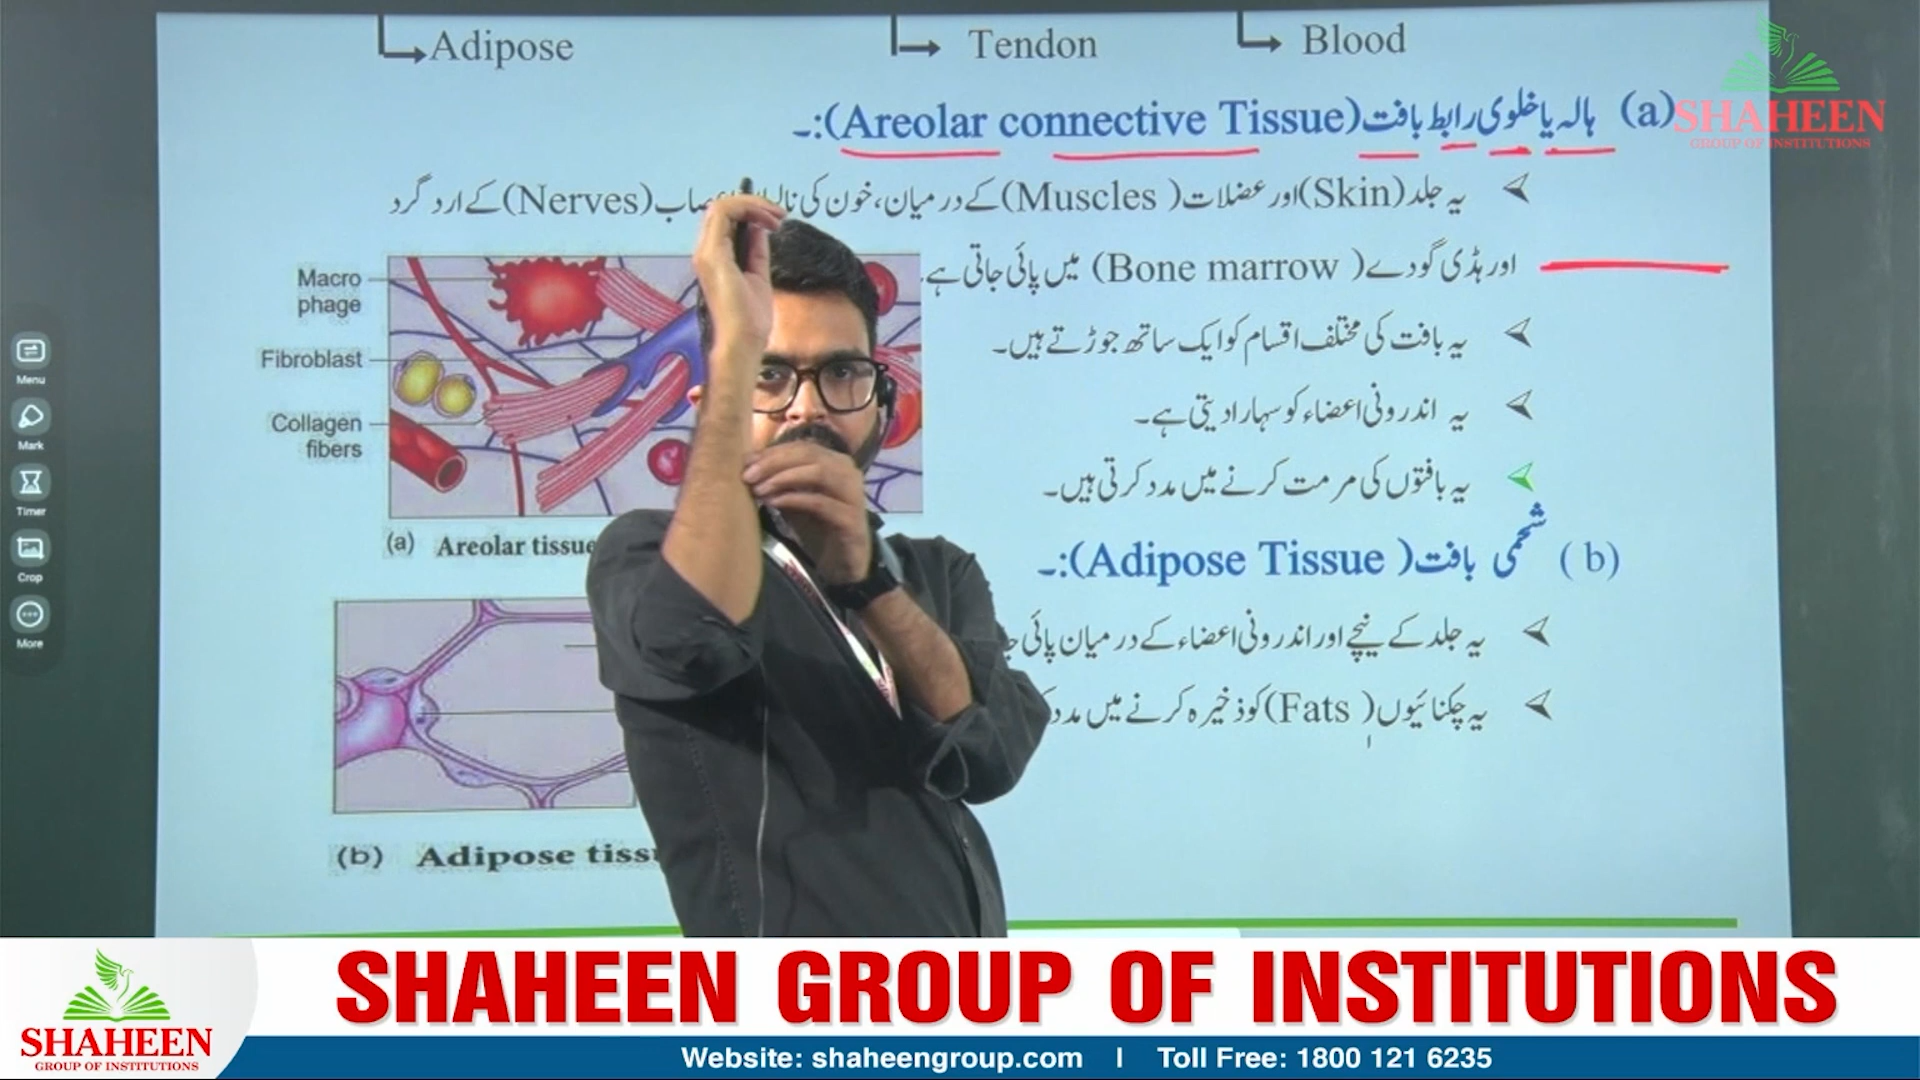 Adipose
Tendon
Blood
(a) ہالہ یا خلوی رابط بافت (Areolar connective Tissue):۔
یہ جلد (Skin) اور عضلات (Muscles) کے درمیان، خون کی (Nerves) کے ارد گرد
اور ہڈی گودے (Bone marrow) میں پائی جاتی ہے
یہ بافت کی مختلف اقسام کو ایک ساتھ جوڑتے ہیں۔
یہ اندرونی اعضاء کو سہارا دیتی ہے۔
یہ بافتوں کی مرمت کرنے میں مدد کرتی ہیں۔
(b) شحمی بافت (Adipose Tissue):۔
یہ جلد کے نیچے اور اندرونی اعضاء کے درمیان پائی
یہ چکنائیوں (Fats) کو ذخیرہ کرنے میں مدد
Macro
phage
Fibroblast
Collagen
fibers
(a) Areolar tissue
(b) Adipose
Menu
Mark
Timer
Crop
More
SHAHEEN
GROUP OF INSTITUTIONS
SHAHEEN GROUP OF INSTITUTIONS
SHAHEEN
GROUP OF INSTITUTIONS
Website: shaheengroup.com | Toll Free: 1800 121 6235